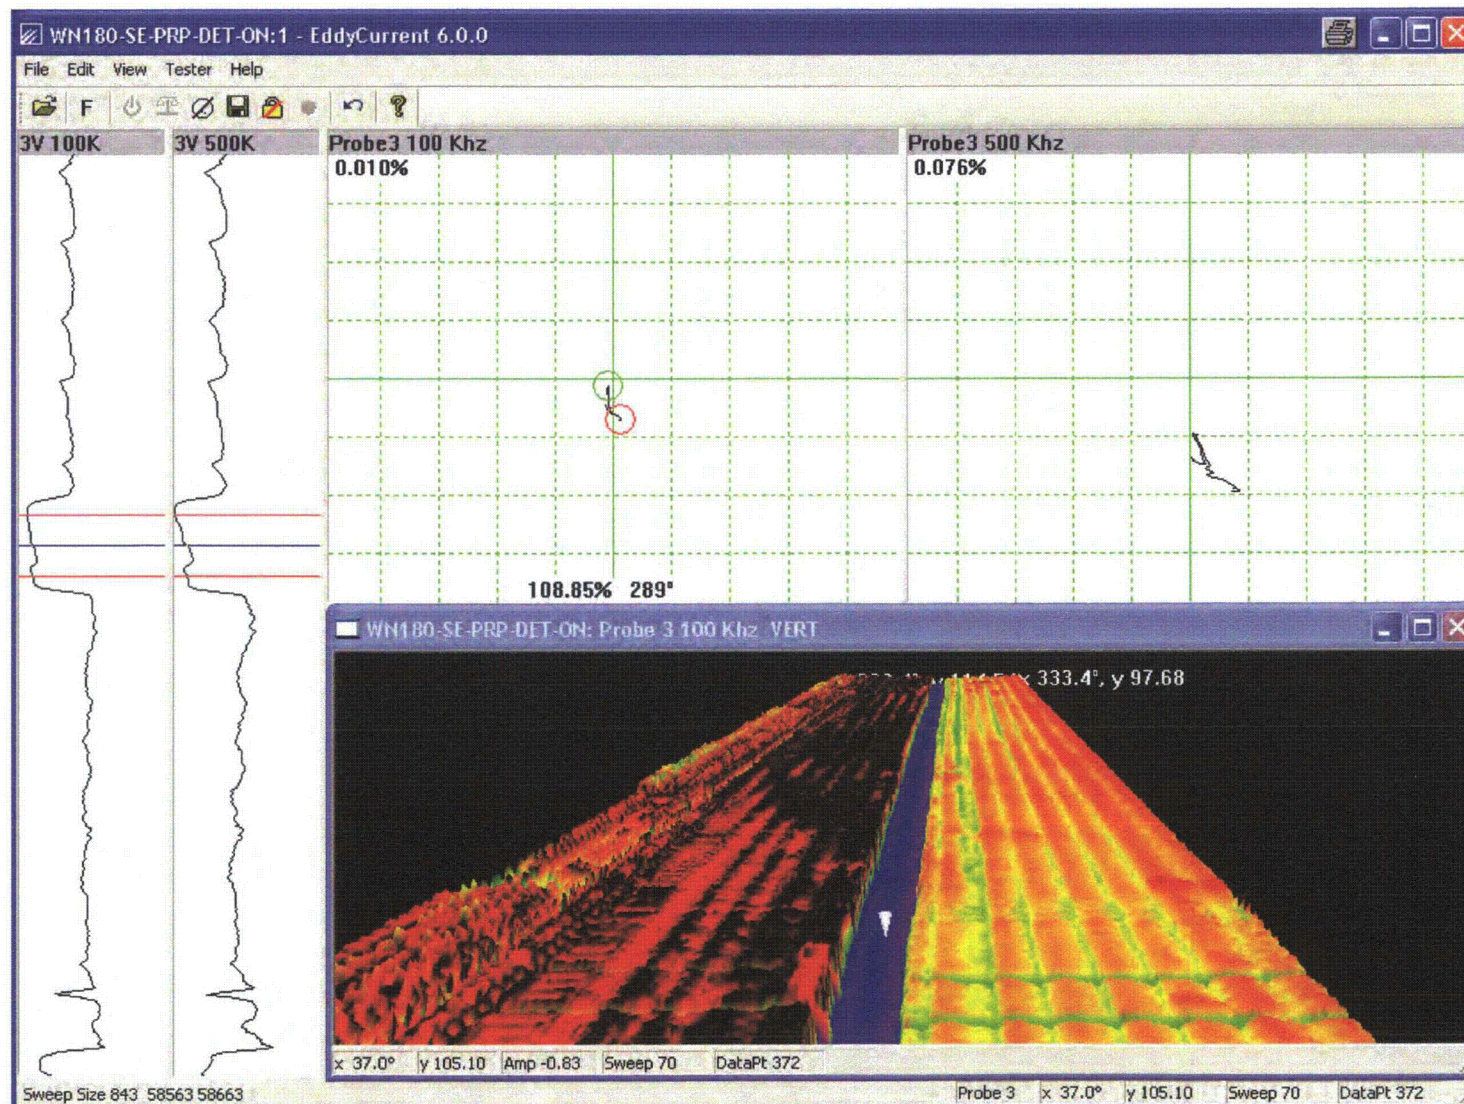 WN180-SE-PRP-DET-ON:1 - EddyCurrent 6.0.0
File Edit View Tester Help
F
3V 100K
3V 500K
Probe3 100 Khz
Probe3 500 Khz
0.010%
0.076%
108.85% 289°
WN180-SE-PRP-DET-ON: Probe 3 100 Khz VERT
x 333.4°, y 97.68
x 37.0° y 105.10 Amp -0.83 Sweep 70 DataPt 372
Sweep Size 843 58563 58663
Probe 3 x 37.0° y 105.10 Sweep 70 DataPt 372